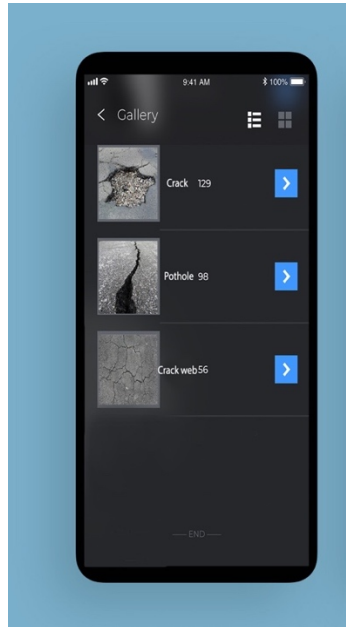 9:41 AM 100%
Gallery
Crack 129
Pothole 98
Crack web 56
END